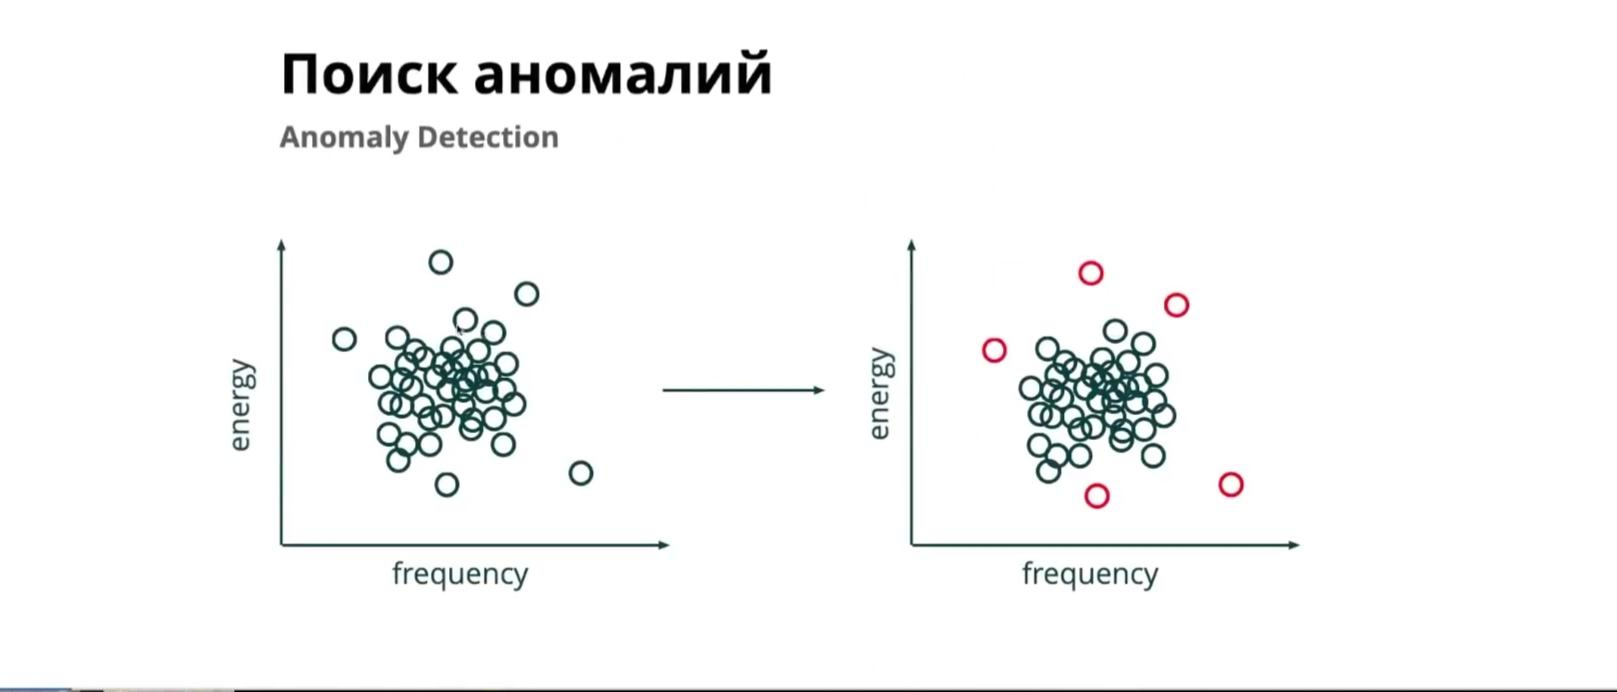 Поиск аномалий
Anomaly Detection
energy
frequency
energy
frequency